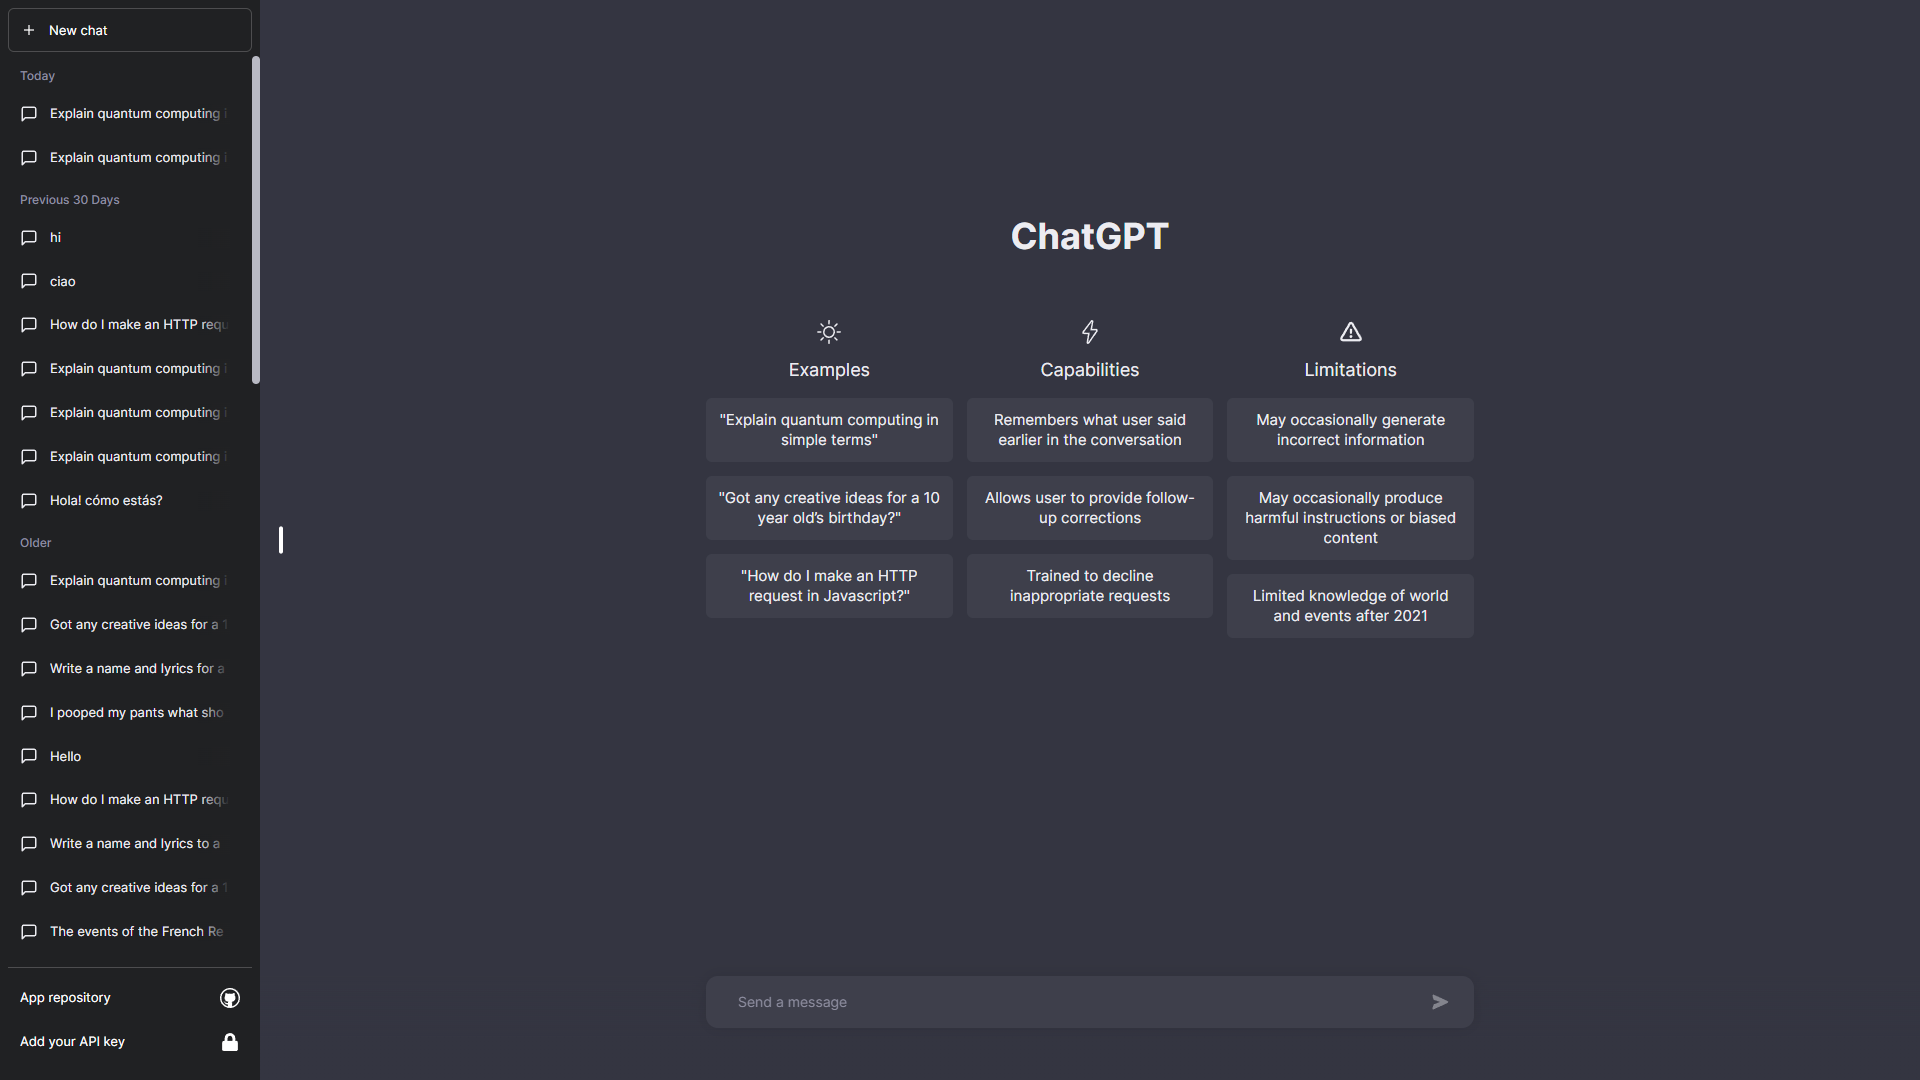 New chat
Today
Explain quantum computing
Explain quantum computing
Previous 30 Days
hi
ciao
How do I make an HTTP requ
Explain quantum computing
Explain quantum computing
Explain quantum computing
Hola! cómo estás?
Older
Explain quantum computing
Got any creative ideas for a 1
Write a name and lyrics for a
I pooped my pants what sho
Hello
How do I make an HTTP requ
Write a name and lyrics to a
Got any creative ideas for a 1
The events of the French Re
App repository
Add your API key
ChatGPT
Examples
"Explain quantum computing in
simple terms"
"Got any creative ideas for a 10
year old’s birthday?"
"How do I make an HTTP
request in Javascript?"
Capabilities
Remembers what user said
earlier in the conversation
Allows user to provide follow-
up corrections
Trained to decline
inappropriate requests
Limitations
May occasionally generate
incorrect information
May occasionally produce
harmful instructions or biased
content
Limited knowledge of world
and events after 2021
Send a message